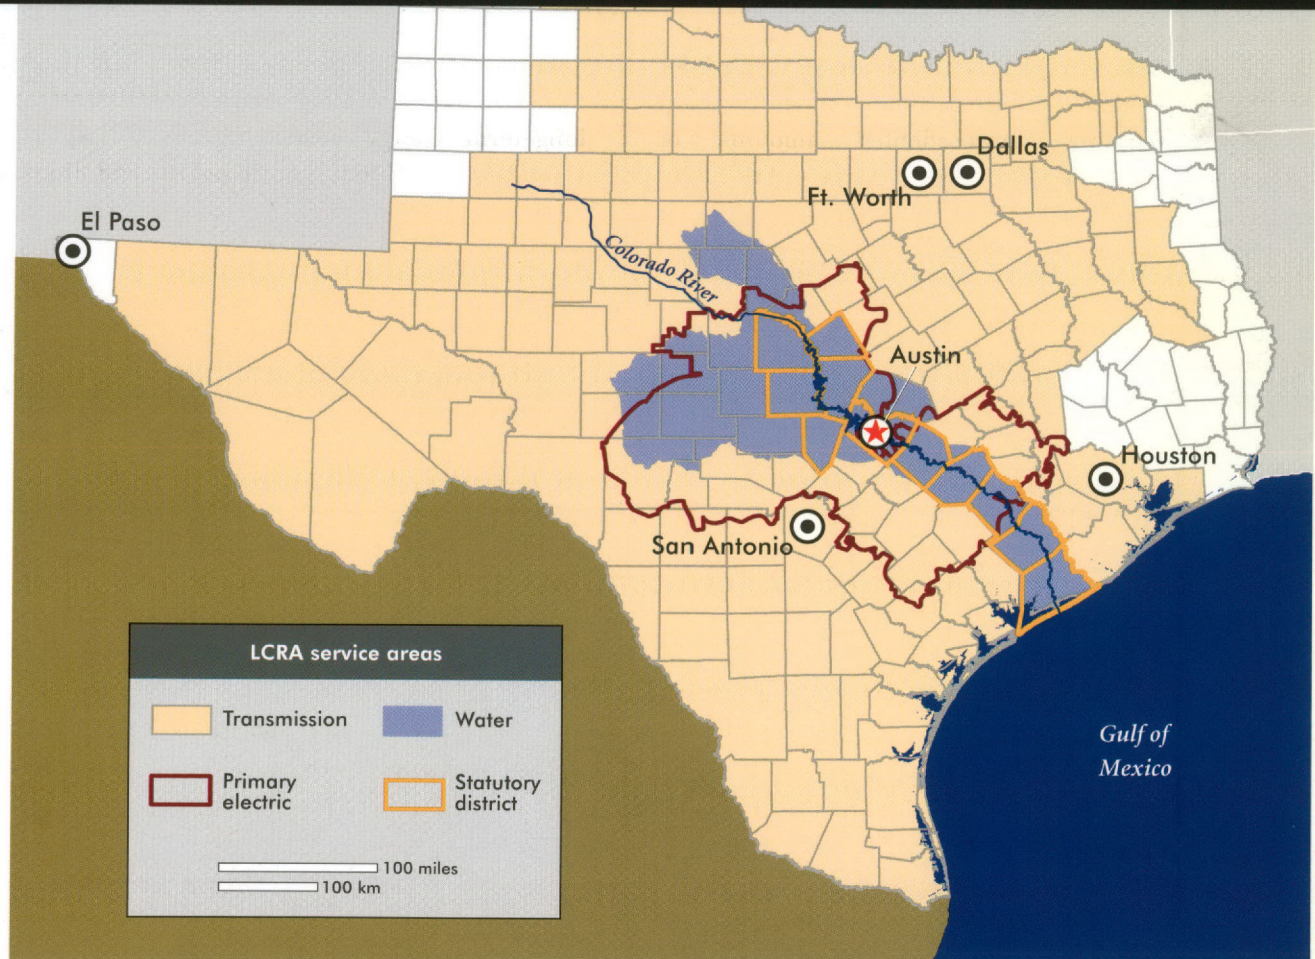 Dallas
Ft. Worth
El Paso
Colorado River
Austin
Houston
San Antonio
LCRA service areas
Transmission
Water
Primary
electric
Statutory
district
100 miles
100 km
Gulf of
Mexico